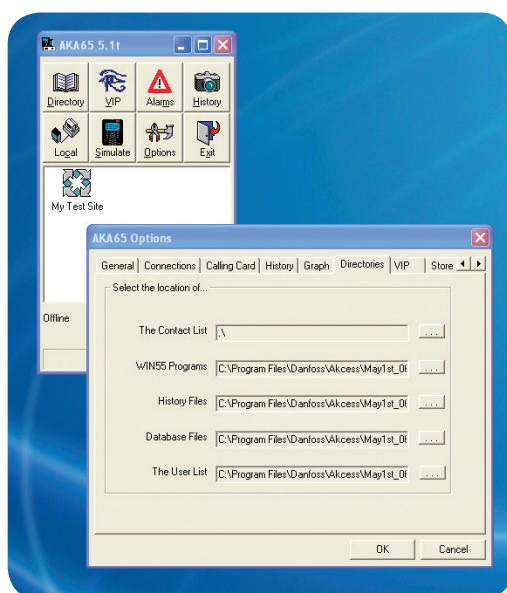 AKA65 5.1t
Directory VIP Alarms History
Local Simulate Options Exit
My Test Site
Offline
AKA65 Options
General Connections Calling Card History Graph Directories VIP Store
Select the location of...
The Contact List .\ ...
WIN55 Programs C:\Program Files\Danfoss\Akcess\May1st_0 ...
History Files C:\Program Files\Danfoss\Akcess\May1st_0 ...
Database Files C:\Program Files\Danfoss\Akcess\May1st_0 ...
The User List C:\Program Files\Danfoss\Akcess\May1st_0 ...
OK Cancel